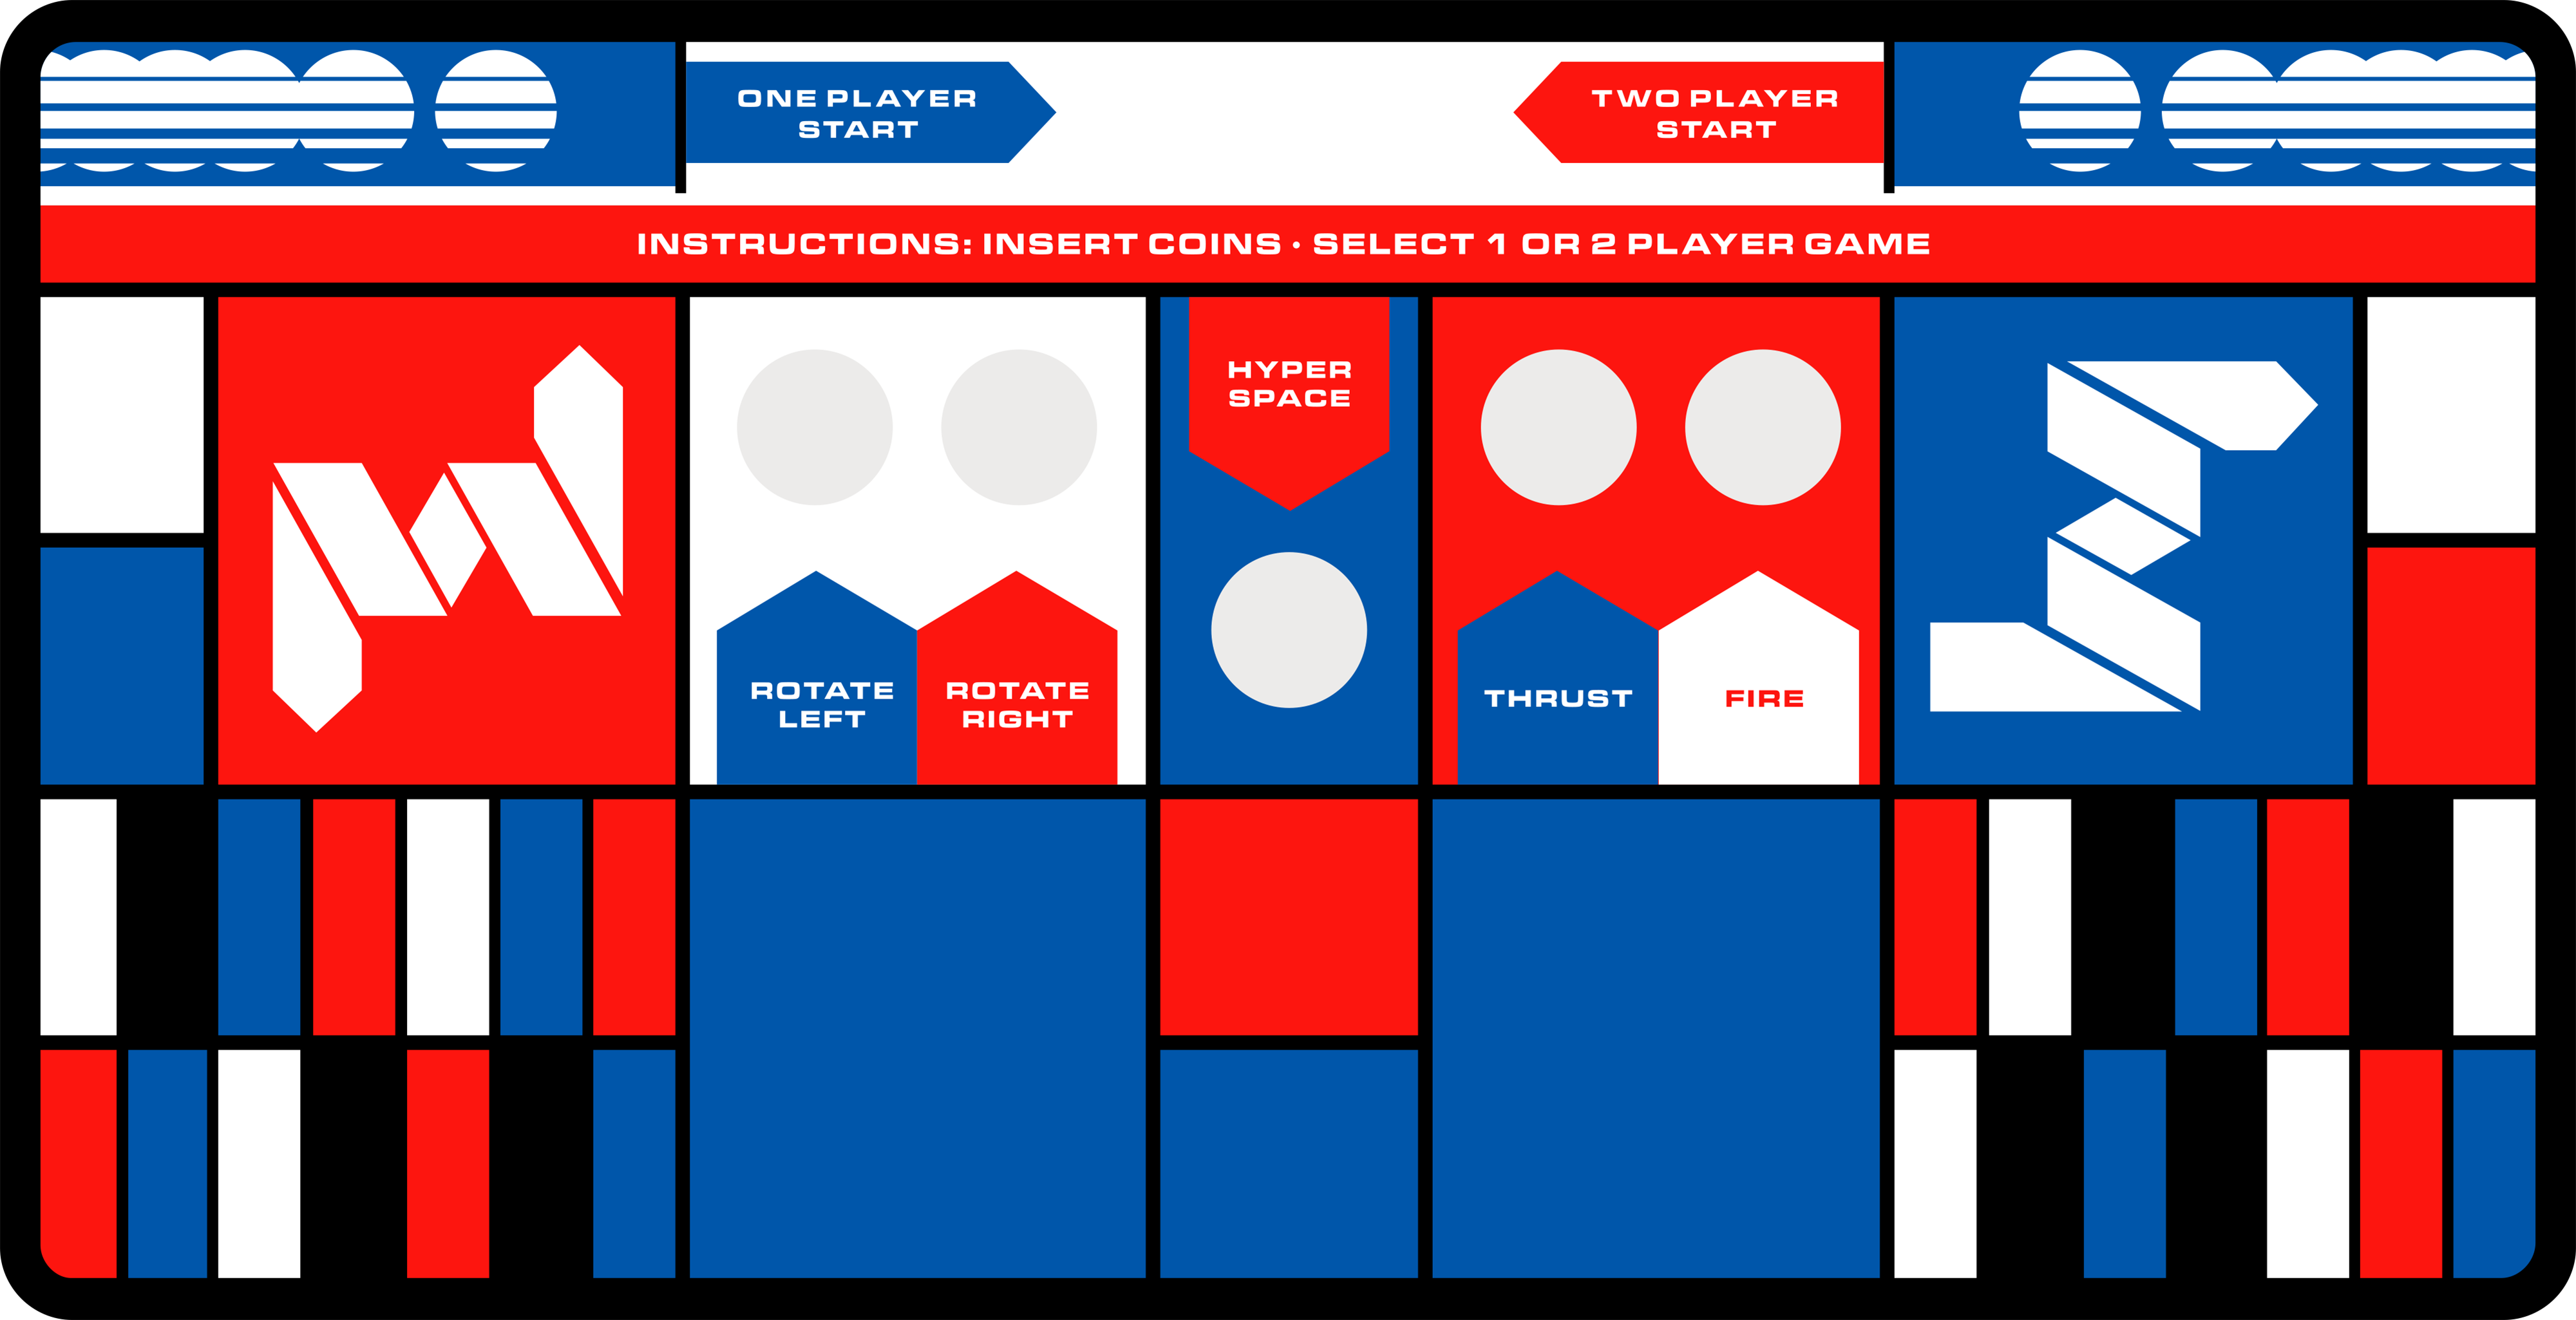 ONE PLAYER
START
TWO PLAYER
START
INSTRUCTIONS: INSERT COINS · SELECT 1 OR 2 PLAYER GAME
HYPER
SPACE
ROTATE
LEFT
ROTATE
RIGHT
THRUST
FIRE